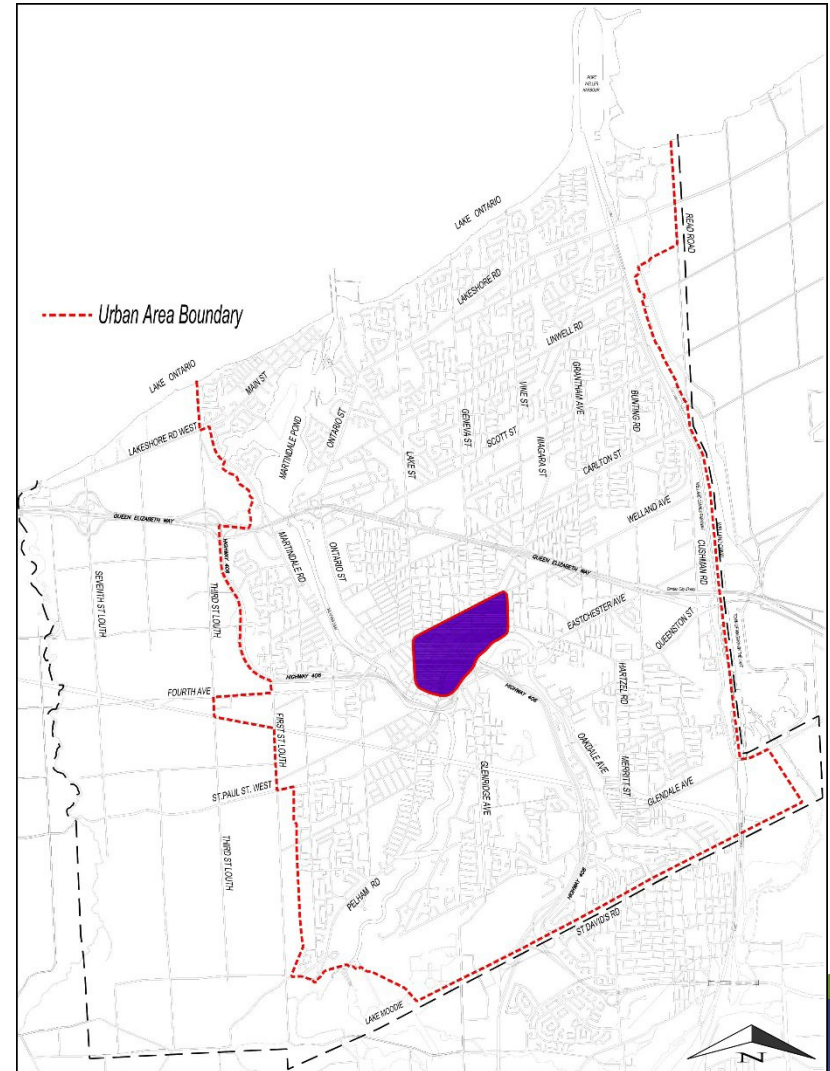 PORT
WELLER
HARBOUR
LAKE ONTARIO
READ ROAD
LAKESHORE RD
Urban Area Boundary
LINWELL RD
LAKE ONTARIO
MAIN ST
GRANTHAM AVE
VINE ST
BUNTING RD
LAKESHORE RD WEST
MARTINDALE POND
ONTARIO ST
GENEVA ST
SCOTT ST
NIAGARA ST
LAKE ST
CARLTON ST
WELLAND AVE
QUEEN ELIZABETH WAY
HIGHWAY 406
MARTINDALE RD
ONTARIO ST
QUEEN ELIZABETH WAY
CUSHMAN RD
SEVENTH ST LOUTH
THIRD ST LOUTH
EASTCHESTER AVE
QUEENSTON ST
FOURTH AVE
HIGHWAY 406
HIGHWAY 406
HARTZEL RD
FIRST ST LOUTH
OAKDALE AVE
ST.PAUL ST. WEST
GLENRIDGE AVE
MERRITT ST
GLENDALE AVE
THIRD ST LOUTH
PELHAM RD
HIGHWAY 406
ST DAVID'S RD
LAKE MOODIE
N